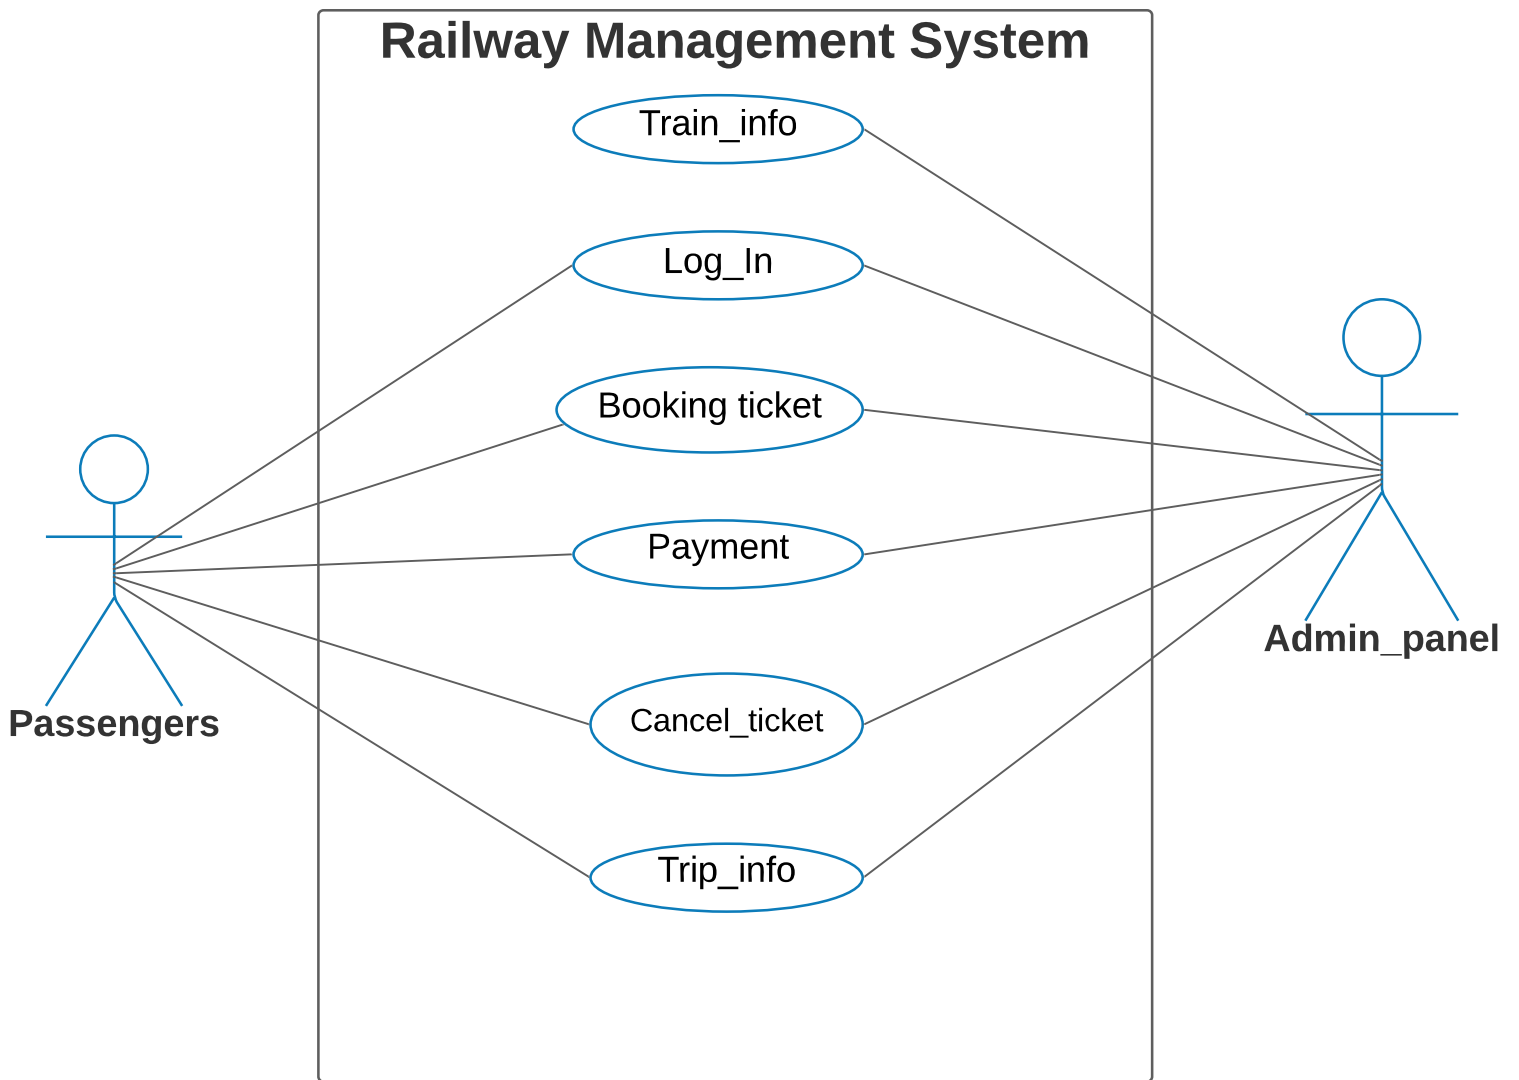 Railway Management System
Train_info
Log_In
Booking ticket
Payment
Cancel_ticket
Trip_info
Passengers
Admin_panel